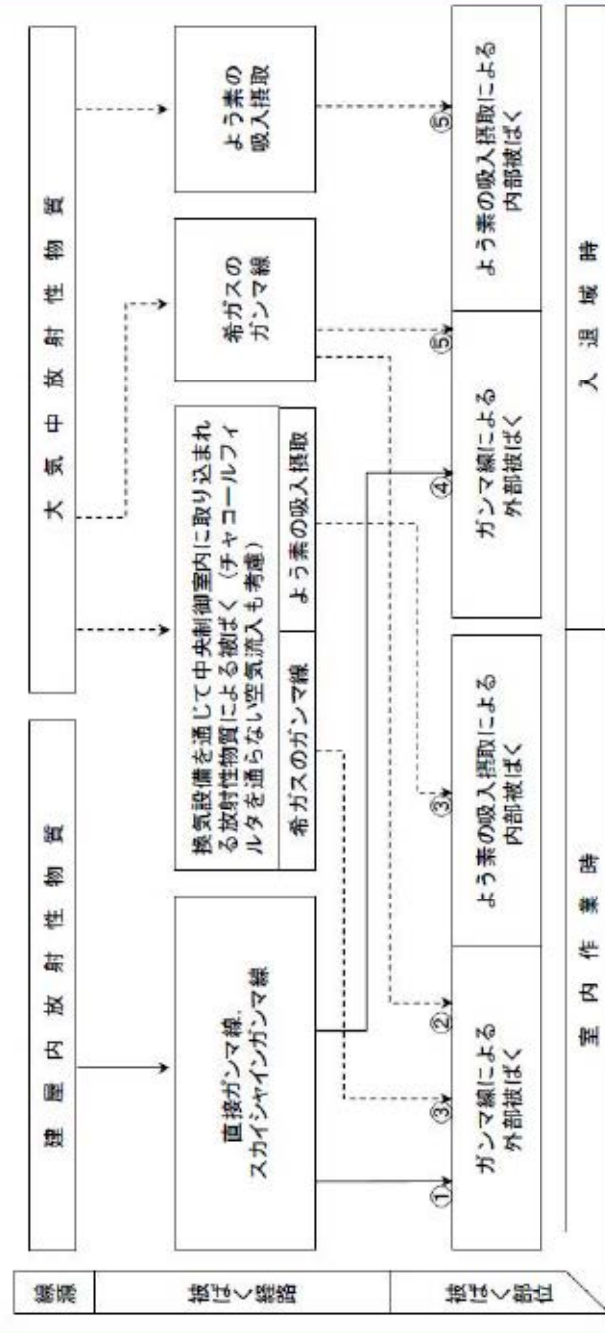 線源
建屋内放射性物質
大気中放射性物質
被ばく経路
直接ガンマ線,
スカイシャインガンマ線
換気設備を通じて中央制御室内に取り込まれ
る放射性物質による被ばく（チャコールフィ
ルタを通らない空気流入も考慮）
希ガスのガンマ線
よう素の吸入摂取
希ガスの
ガンマ線
よう素の
吸入摂取
被ばく部位
①
③
②
③
④
⑤
⑤
ガンマ線による
外部被ばく
よう素の吸入摂取による
内部被ばく
ガンマ線による
外部被ばく
よう素の吸入摂取による
内部被ばく
室内作業時
入退域時